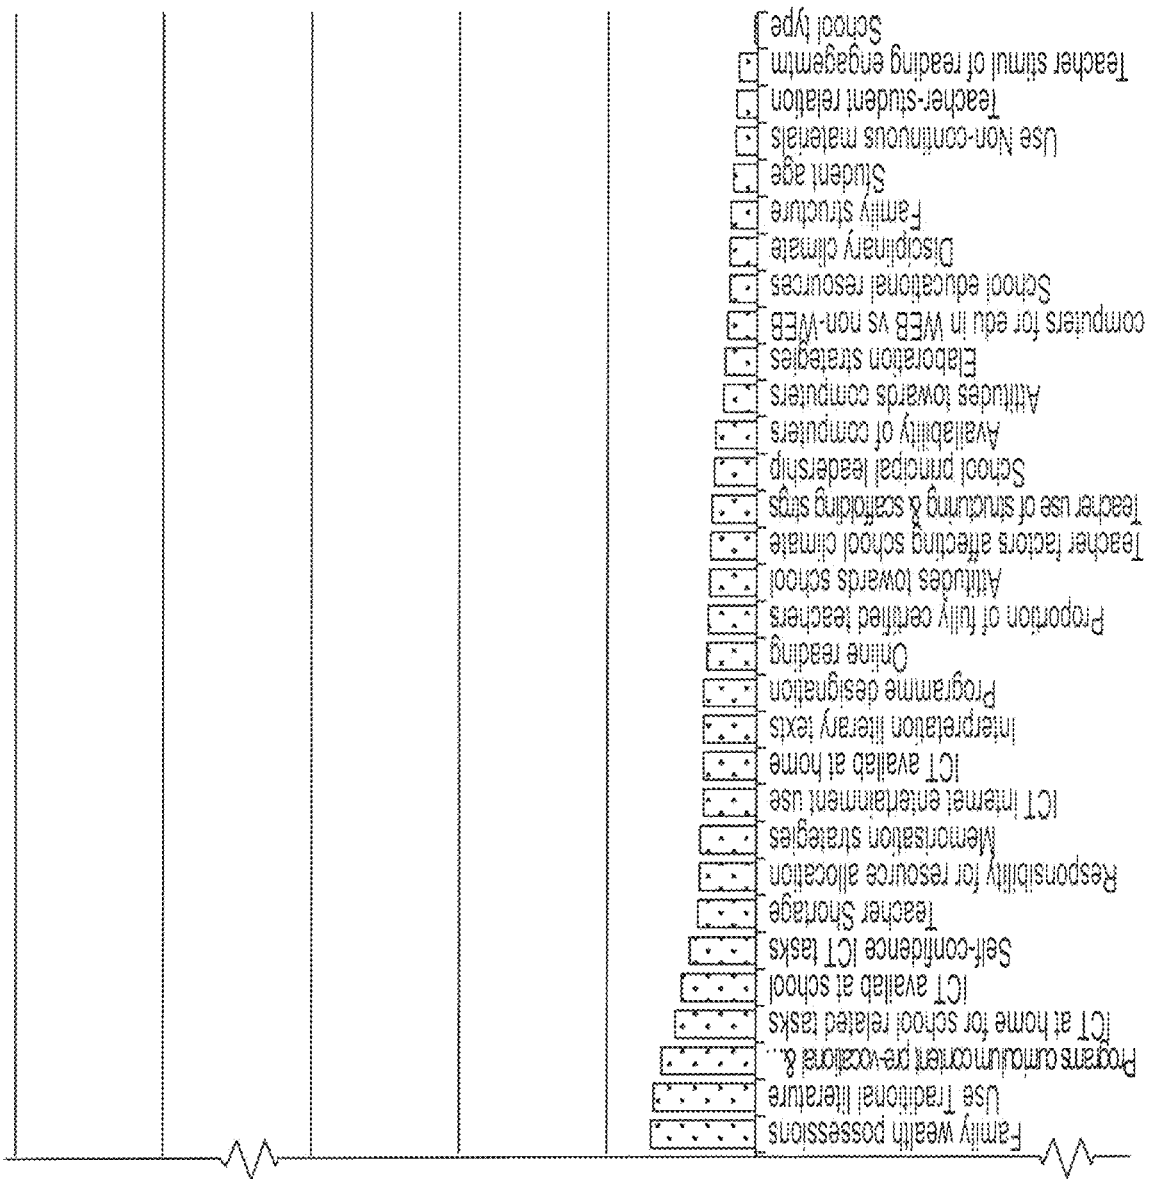 Family wealth possessions
Use Traditional literature
Programs curriculum content pre-vocational &...
ICT at home for school related tasks
ICT availab at school
Self-confidence ICT tasks
Teacher Shortage
Responsibility for resource allocation
Memorisation strategies
ICT internet entertainment use
ICT availab at home
Interpretation literary texts
Programme designation
Online reading
Proportion of fully certified teachers
Attitudes towards school
Teacher factors affecting school climate
Teacher use of structuring & scaffolding strgs
School principal leadership
Availability of computers
Attitudes towards computers
Elaboration strategies
computers for edu in WEB vs non-WEB
School educational resources
Disciplinary climate
Family structure
Student age
Use Non-continuous materials
Teacher-student relation
Teacher stimul of reading engagemtm
School type